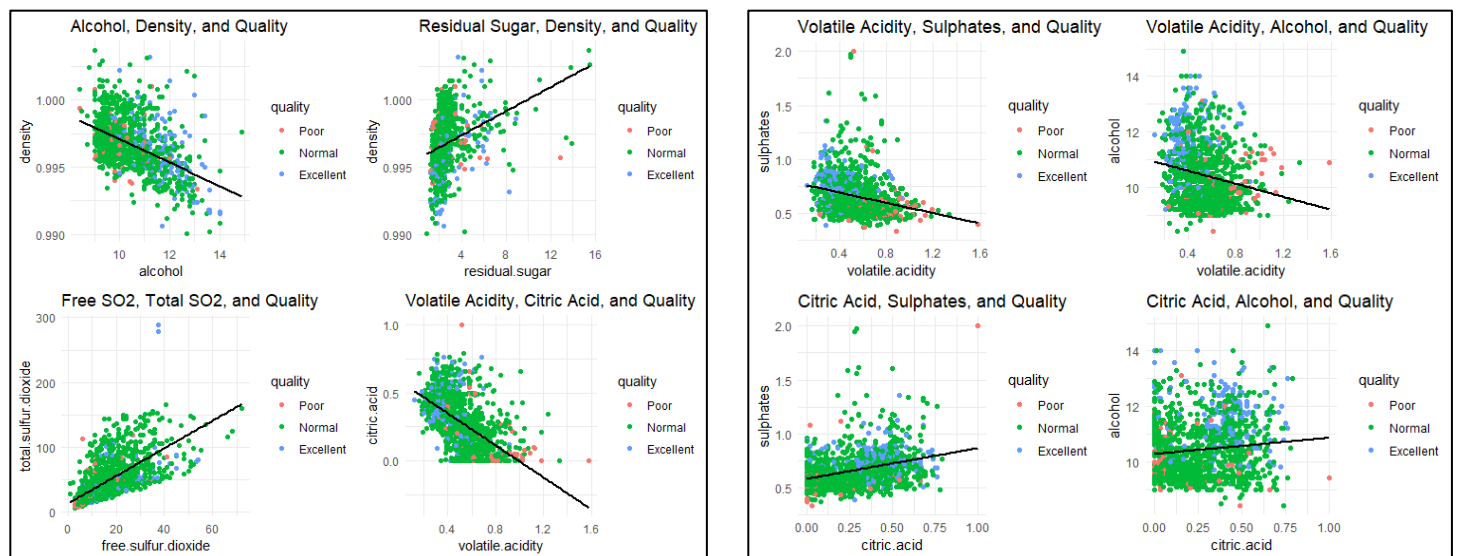 Alcohol, Density, and Quality
density
1.000
0.995
0.990
10
12
14
alcohol
quality
Poor
Normal
Excellent
Residual Sugar, Density, and Quality
density
1.000
0.995
0.990
4
8
12
16
residual.sugar
quality
Poor
Normal
Excellent
Free SO2, Total SO2, and Quality
total.sulfur.dioxide
300
200
150
100
50
0
0
20
40
60
free.sulfur.dioxide
quality
Poor
Normal
Excellent
Volatile Acidity, Citric Acid, and Quality
citric.acid
1.0
0.5
0.0
0.4
0.8
1.2
1.6
volatile.acidity
quality
Poor
Normal
Excellent
Volatile Acidity, Sulphates, and Quality
sulphates
2.0
1.5
1.0
0.5
0.4
0.8
1.2
1.6
volatile.acidity
quality
Poor
Normal
Excellent
Volatile Acidity, Alcohol, and Quality
alcohol
14
12
10
0.4
0.8
1.2
1.6
volatile.acidity
quality
Poor
Normal
Excellent
Citric Acid, Sulphates, and Quality
sulphates
2.0
1.5
1.0
0.5
0.00
0.25
0.50
0.75
1.00
citric.acid
quality
Poor
Normal
Excellent
Citric Acid, Alcohol, and Quality
alcohol
14
12
10
0.00
0.25
0.50
0.75
1.00
citric.acid
quality
Poor
Normal
Excellent